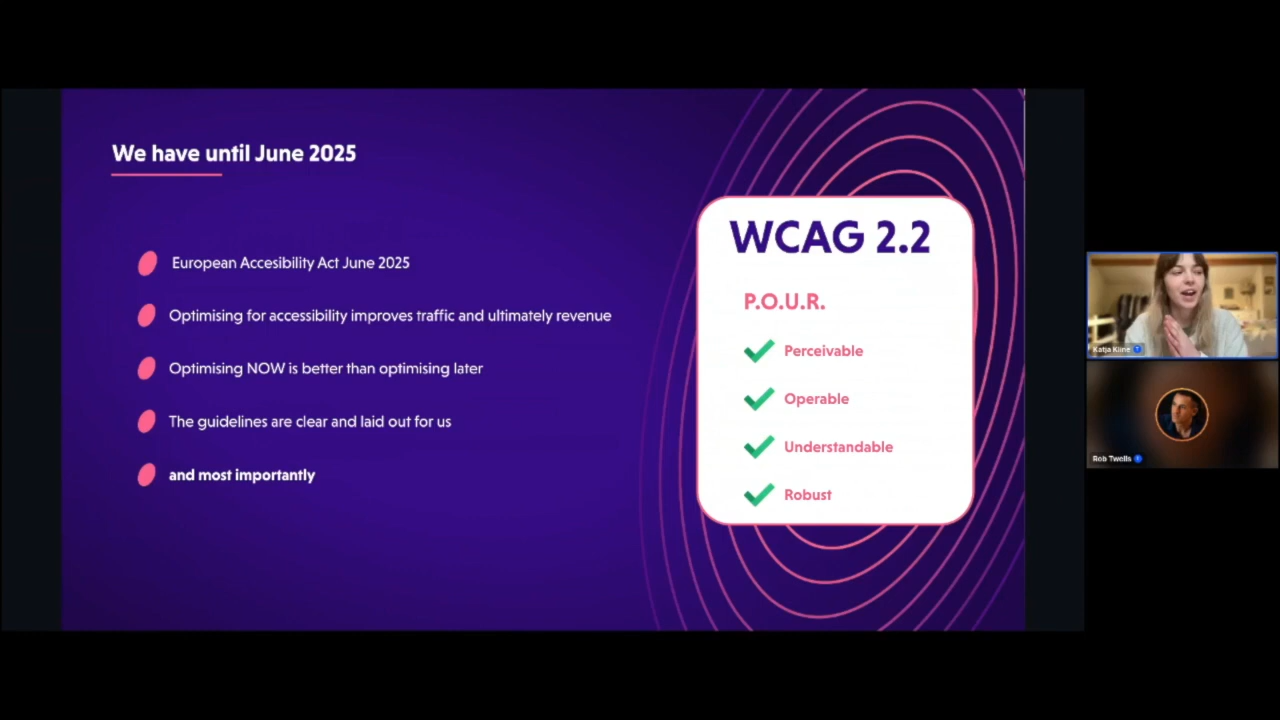 We have until June 2025
European Accesibility Act June 2025
Optimising for accessibility improves traffic and ultimately revenue
Optimising NOW is better than optimising later
The guidelines are clear and laid out for us
and most importantly
WCAG 2.2
P.O.U.R.
Perceivable
Operable
Understandable
Robust
Katja Kline
Rob Twells